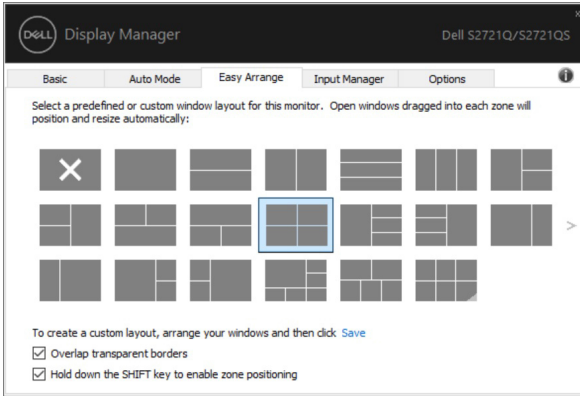 DELL Display Manager Dell S2721Q/S2721QS
Basic Auto Mode Easy Arrange Input Manager Options
Select a predefined or custom window layout for this monitor. Open windows dragged into each zone will
position and resize automatically:
To create a custom layout, arrange your windows and then click Save
Overlap transparent borders
Hold down the SHIFT key to enable zone positioning